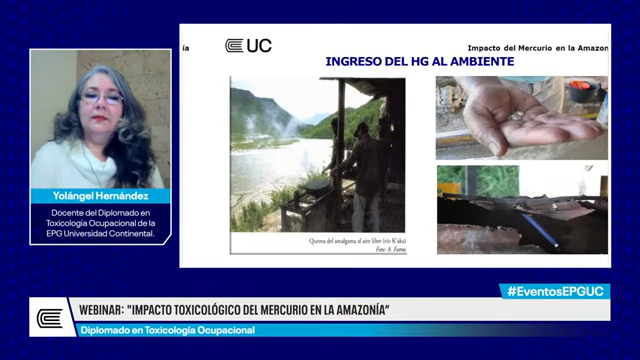 ía
UC
Impacto del Mercurio en la Amazon
INGRESO DEL HG AL AMBIENTE
Quema del amalgama al aire libre (río K'aka)
Foto: A. Farras
Yolángel Hernández
Docente del Diplomado en
Toxicología Ocupacional de la
EPG Universidad Continental.
#EventosEPGUC
WEBINAR: "IMPACTO TOXICOLÓGICO DEL MERCURIO EN LA AMAZONÍA“
Diplomado en Toxicología Ocupacional